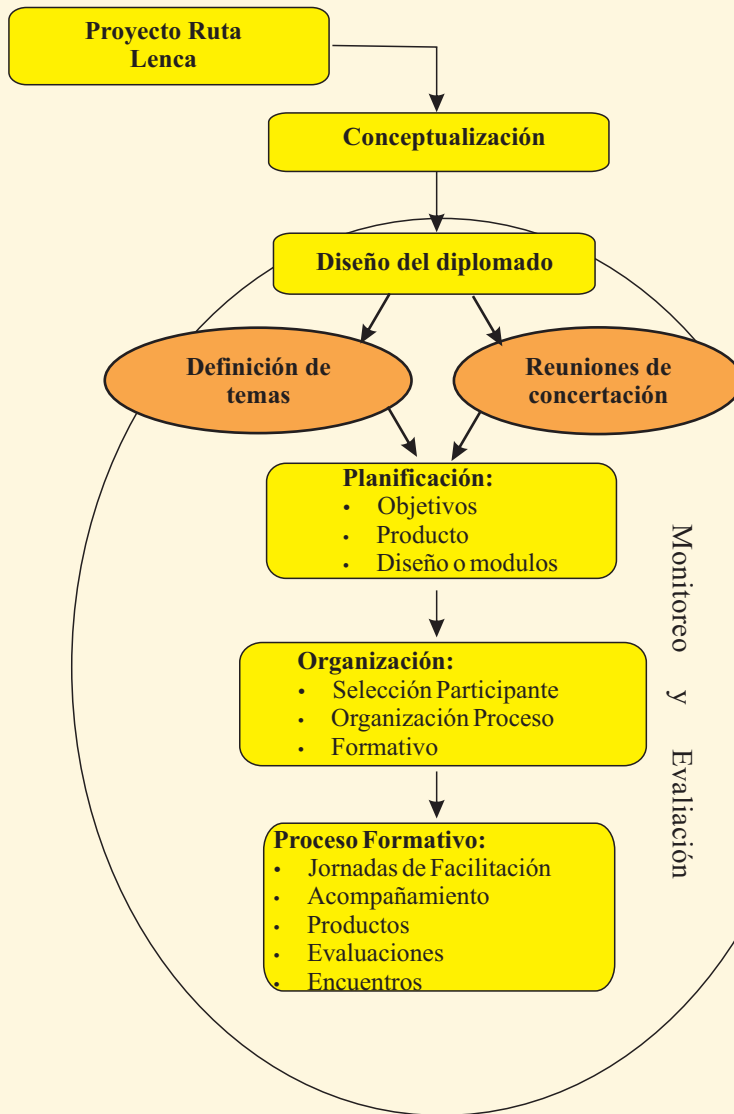 Proyecto Ruta
Lenca
Conceptualización
Diseño del diplomado
Definición de
temas
Reuniones de
concertación
Planificación:
• Objetivos
• Producto
• Diseño o modulos
Organización:
• Selección Participante
• Organización Proceso
• Formativo
Proceso Formativo:
• Jornadas de Facilitación
• Acompañamiento
• Productos
• Evaluaciones
• Encuentros
Monitoreo y Evaliación